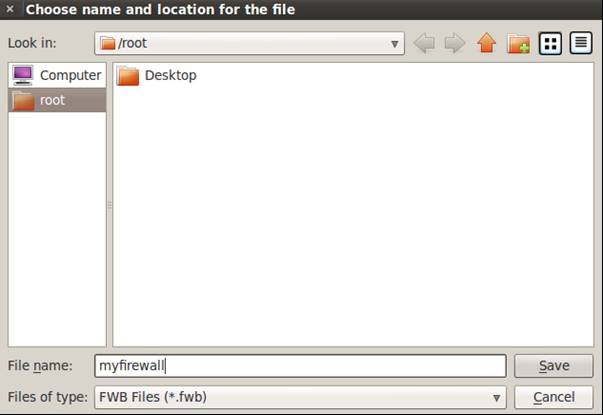 Choose name and location for the file
Look in: /root
Computer
Desktop
root
File name: myfirewall Save
Files of type: FWB Files (*.fwb) Cancel